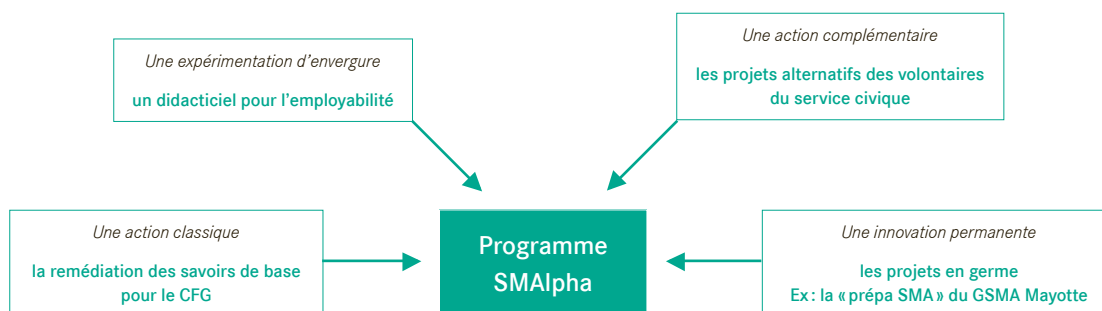 Une expérimentation d'envergure
un didacticiel pour l'employabilité
Une action complémentaire
les projets alternatifs des volontaires
du service civique
Une action classique
la remédiation des savoirs de base
pour le CFG
Programme
SMAlpha
Une innovation permanente
les projets en germe
Ex : la « prépa SMA » du GSMA Mayotte